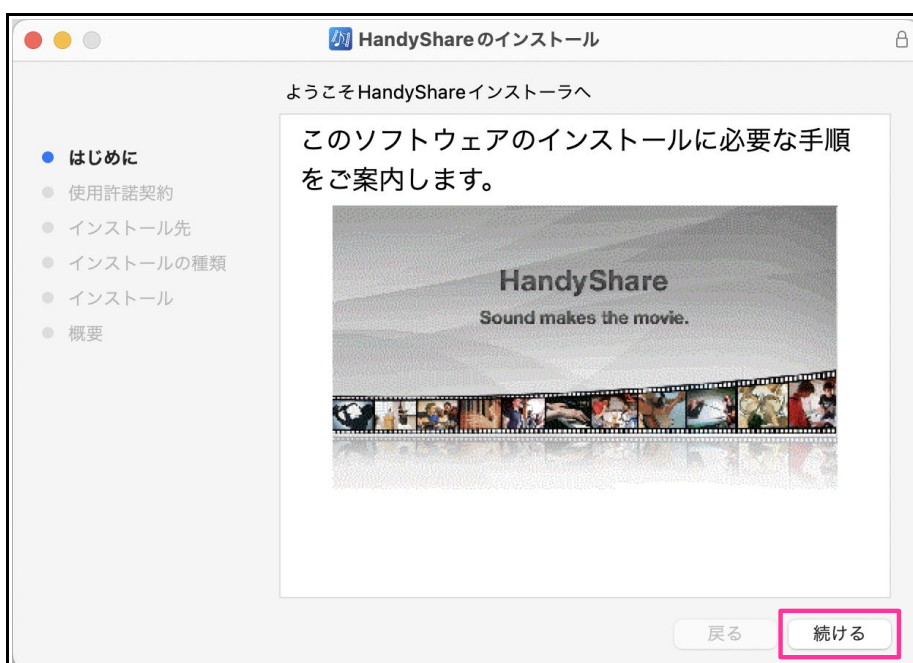 HandyShareのインストール
ようこそHandyShareインストーラへ
はじめに
使用許諾契約
インストール先
インストールの種類
インストール
概要
このソフトウェアのインストールに必要な手順
をご案内します。
HandyShare
Sound makes the movie.
戻る
続ける